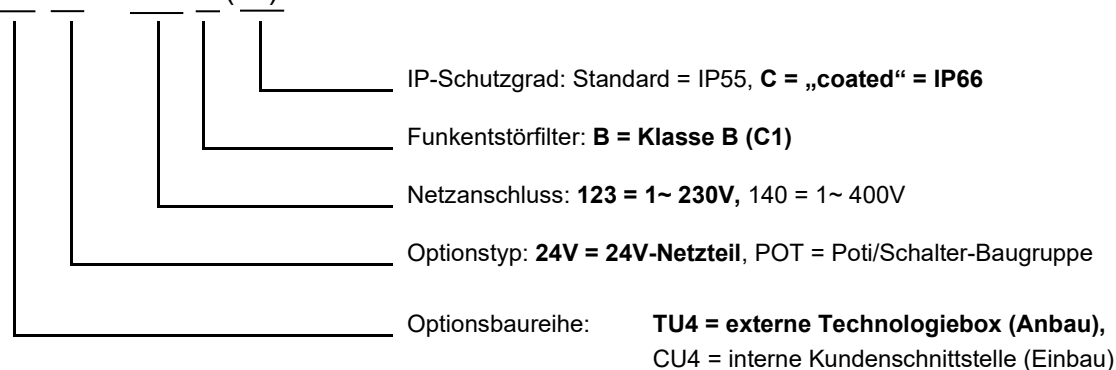 IP-Schutzgrad: Standard = IP55, C = „coated“ = IP66
Funkentstörfilter: B = Klasse B (C1)
Netzanschluss: 123 = 1~ 230V, 140 = 1~ 400V
Optionstyp: 24V = 24V-Netzteil, POT = Poti/Schalter-Baugruppe
Optionsbaureihe: TU4 = externe Technologiebox (Anbau),
CU4 = interne Kundenschnittstelle (Einbau)